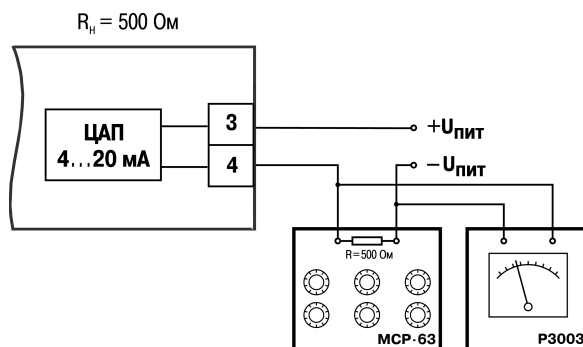 Rн = 500 Ом
ЦАП
4...20 мА
3
4
+Uпит
−Uпит
R=500 Ом
МСР-63
Р3003